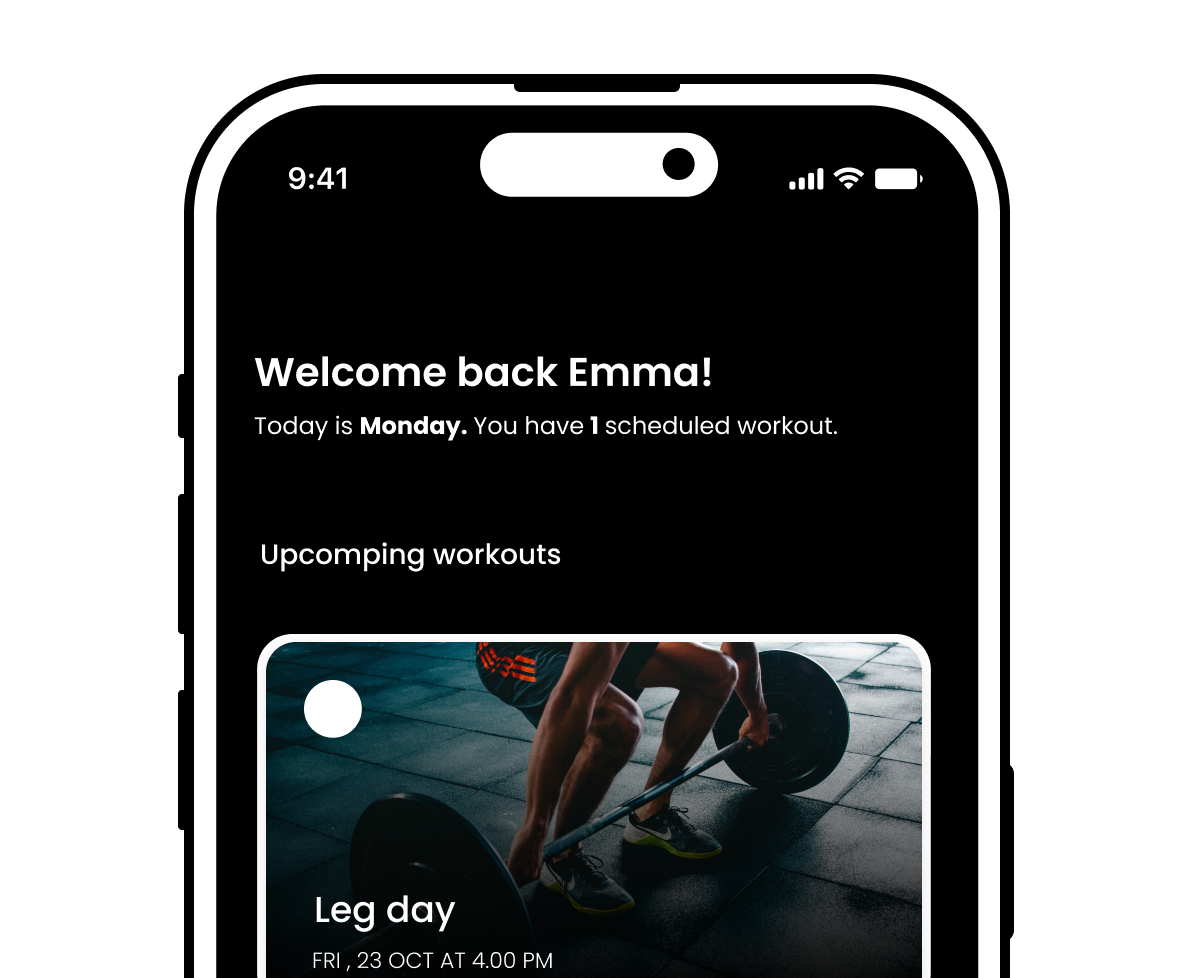 9:41
Welcome back Emma!
Today is Monday. You have 1 scheduled workout.
Upcomping workouts
Leg day
FRI , 23 OCT AT 4.00 PM